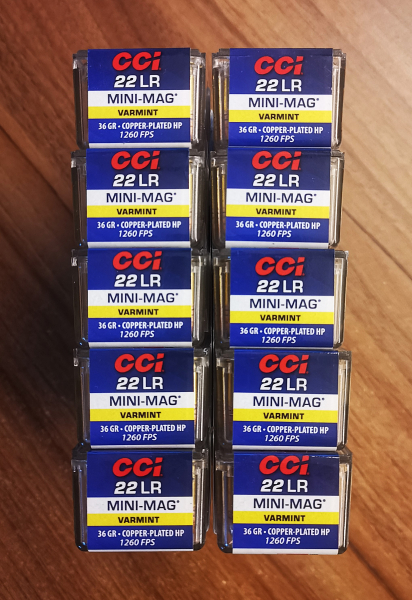 CCI
22 LR
MINI-MAG®
VARMINT
36 GR • COPPER-PLATED HP
1260 FPS
CCI
22 LR
MINI-MAG®
VARMINT
36 GR • COPPER-PLATED HP
1260 FPS
CCI
22 LR
MINI-MAG®
VARMINT
36 GR • COPPER-PLATED HP
1260 FPS
CCI
22 LR
MINI-MAG®
VARMINT
36 GR • COPPER-PLATED HP
1260 FPS
CCI
22 LR
MINI-MAG®
VARMINT
36 GR • COPPER-PLATED HP
1260 FPS
CCI
22 LR
MINI-MAG®
VARMINT
36 GR • COPPER-PLATED HP
1260 FPS
CCI
22 LR
MINI-MAG®
VARMINT
36 GR • COPPER-PLATED HP
1260 FPS
CCI
22 LR
MINI-MAG®
VARMINT
36 GR • COPPER-PLATED HP
1260 FPS
CCI
22 LR
MINI-MAG®
VARMINT
36 GR • COPPER-PLATED HP
1260 FPS
CCI
22 LR
MINI-MAG®
VARMINT
36 GR • COPPER-PLATED HP
1260 FPS